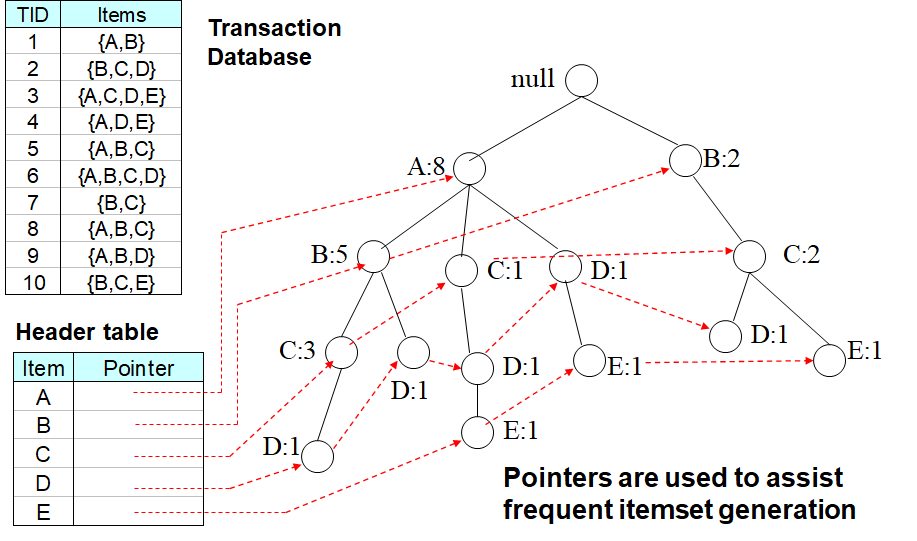 TID Items
1 {A,B}
2 {B,C,D}
3 {A,C,D,E}
4 {A,D,E}
5 {A,B,C}
6 {A,B,C,D}
7 {B,C}
8 {A,B,C}
9 {A,B,D}
10 {B,C,E}
Transaction
Database
null
A:8
B:2
B:5
C:1
D:1
C:2
C:3
D:1
D:1
E:1
D:1
E:1
D:1
E:1
Header table
Item Pointer
A
B
C
D
E
Pointers are used to assist
frequent itemset generation